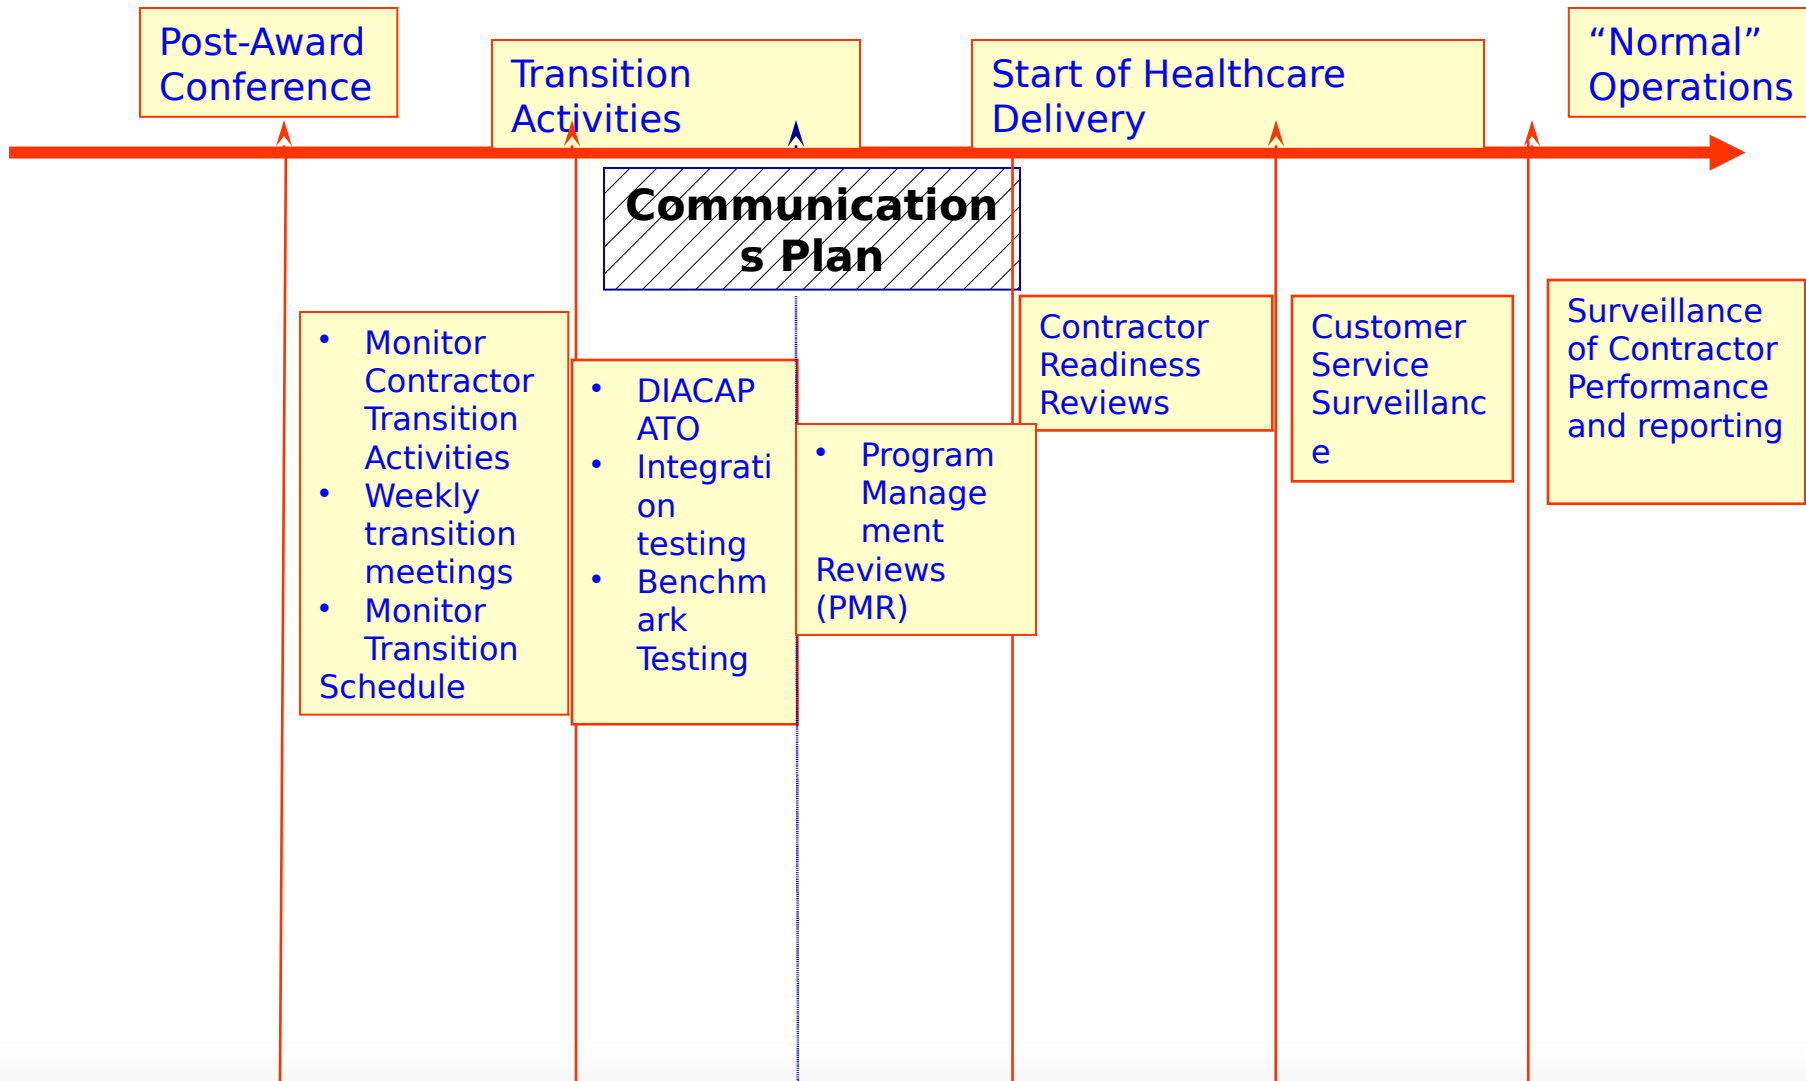 Post-Award
Conference
Transition
Activities
Start of Healthcare
Delivery
“Normal”
Operations
Communication
s Plan
• Monitor
Contractor
Transition
Activities
• Weekly
transition
meetings
• Monitor
Transition
Schedule
• DIACAP
ATO
• Integrati
on
testing
• Benchm
ark
Testing
• Program
Manage
ment
Reviews
(PMR)
Contractor
Readiness
Reviews
Customer
Service
Surveillanc
e
Surveillance
of Contractor
Performance
and reporting